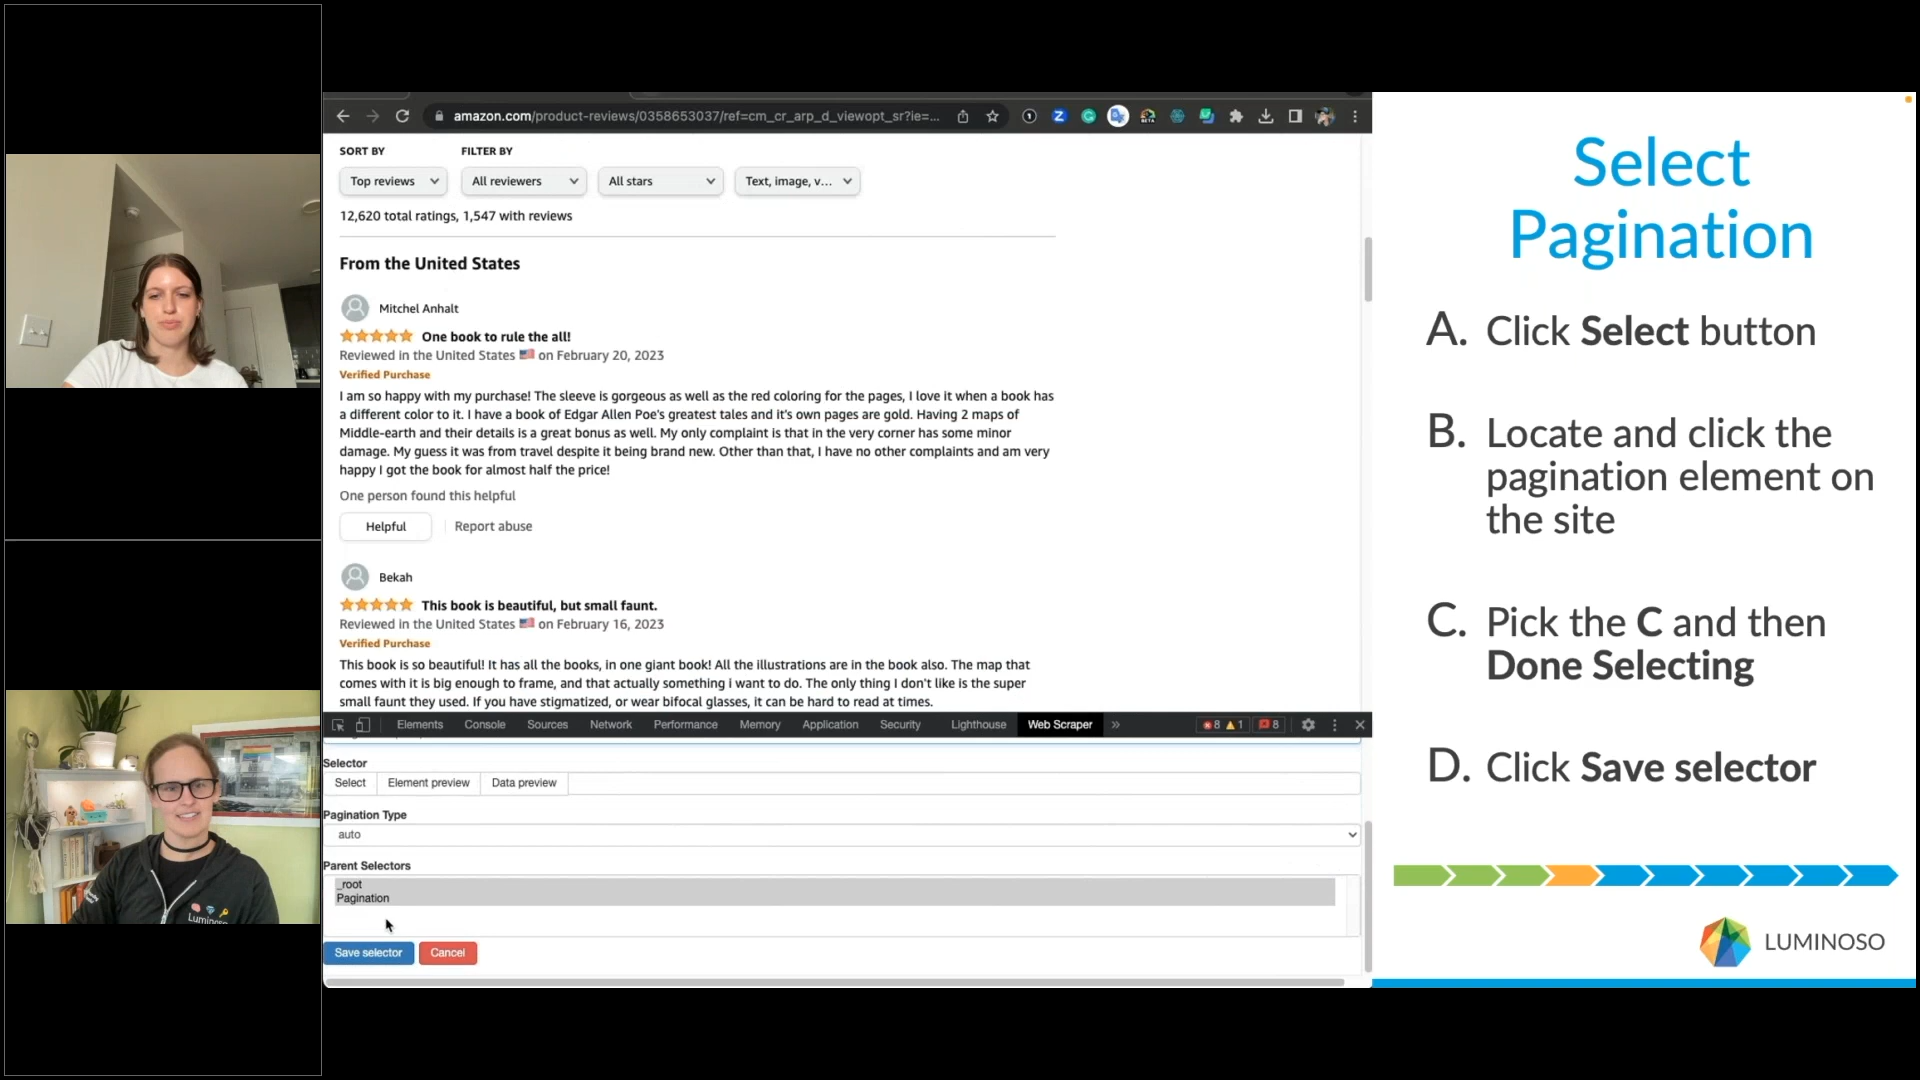 amazon.com/product-reviews/0358653037/ref=cm_cr_arp_d_viewopt_sr?ie=...
SORT BY
FILTER BY
Top reviews
All reviewers
All stars
Text, image, v...
12,620 total ratings, 1,547 with reviews
From the United States
Mitchel Anhalt
One book to rule the all!
Reviewed in the United States on February 20, 2023
Verified Purchase
I am so happy with my purchase! The sleeve is gorgeous as well as the red coloring for the pages, I love it when a book has
a different color to it. I have a book of Edgar Allen Poe's greatest tales and it's own pages are gold. Having 2 maps of
Middle-earth and their details is a great bonus as well. My only complaint is that in the very corner has some minor
damage. My guess it was from travel despite it being brand new. Other than that, I have no other complaints and am very
happy I got the book for almost half the price!
One person found this helpful
Helpful
Report abuse
Bekah
This book is beautiful, but small faunt.
Reviewed in the United States on February 16, 2023
Verified Purchase
This book is so beautiful! It has all the books, in one giant book! All the illustrations are in the book also. The map that
comes with it is big enough to frame, and that actually something i want to do. The only thing I don't like is the super
small faunt they used. If you have stigmatized, or wear bifocal glasses, it can be hard to read at times.
Elements Console Sources Network Performance Memory Application Security Lighthouse Web Scraper » 8 1 8
Selector
Select
Element preview
Data preview
Pagination Type
auto
Parent Selectors
_root
Pagination
Save selector
Cancel
Select
Pagination
A. Click Select button
B. Locate and click the
pagination element on
the site
C. Pick the C and then
Done Selecting
D. Click Save selector
LUMINOSO